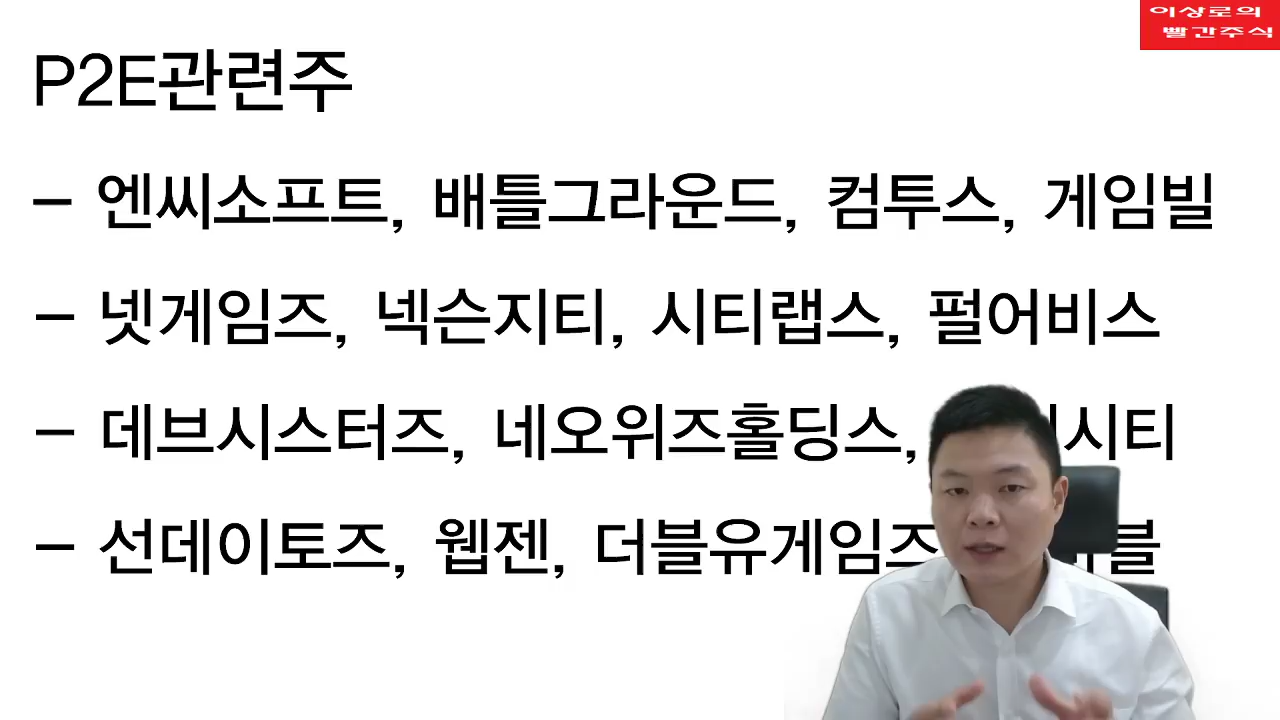 이상로의
빨간주식
P2E관련주
- 엔씨소프트, 배틀그라운드, 컴투스, 게임빌
- 넷게임즈, 넥슨지티, 시티랩스, 펄어비스
- 데브시스터즈, 네오위즈홀딩스,
- 선데이토즈, 웹젠, 더블유게임즈